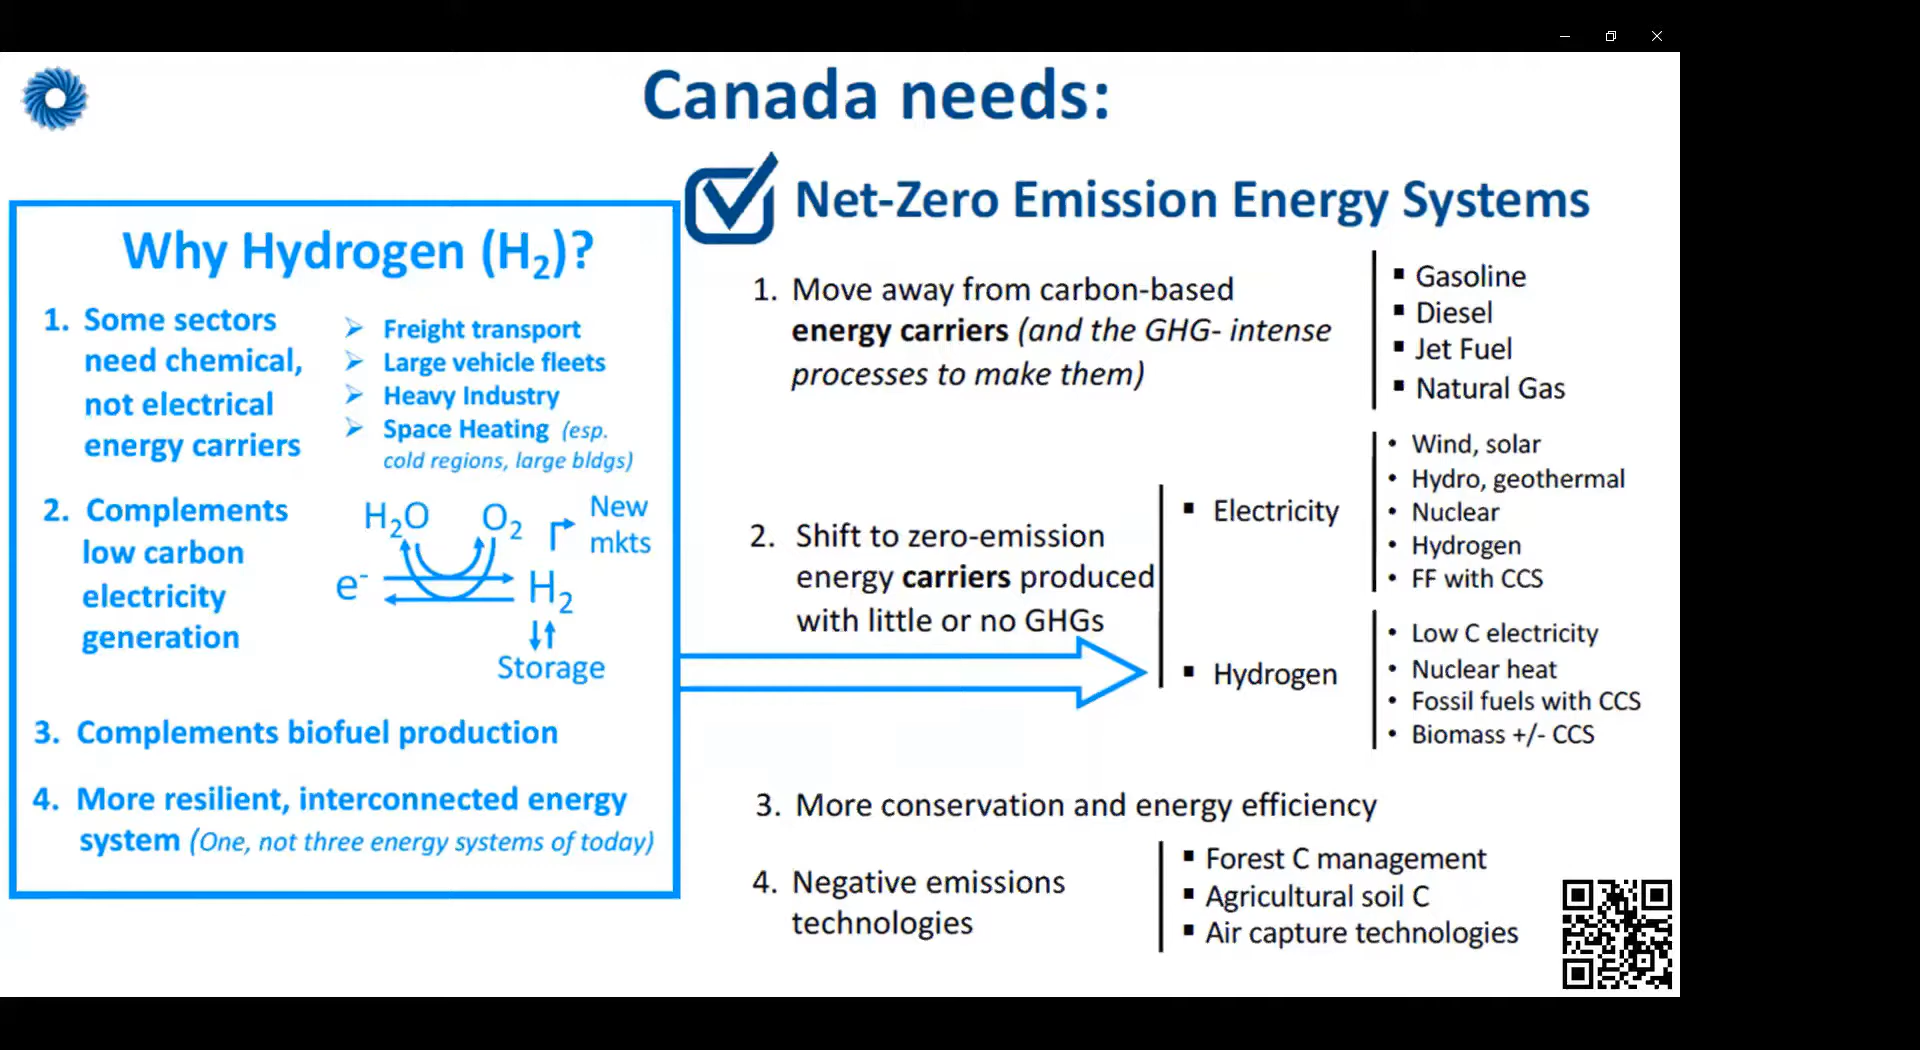 Canada needs:
Net-Zero Emission Energy Systems
Why Hydrogen (H₂)?
1. Some sectors
need chemical,
not electrical
energy carriers
Freight transport
Large vehicle fleets
Heavy Industry
Space Heating (esp.
cold regions, large bldgs)
2. Complements
low carbon
electricity
generation
H₂O
O₂
New
mkts
e⁻
H₂
Storage
3. Complements biofuel production
4. More resilient, interconnected energy
system (One, not three energy systems of today)
1. Move away from carbon-based
energy carriers (and the GHG- intense
processes to make them)
▪ Gasoline
▪ Diesel
▪ Jet Fuel
▪ Natural Gas
2. Shift to zero-emission
energy carriers produced
with little or no GHGs
▪ Electricity
• Wind, solar
• Hydro, geothermal
• Nuclear
• Hydrogen
• FF with CCS
▪ Hydrogen
• Low C electricity
• Nuclear heat
• Fossil fuels with CCS
• Biomass +/- CCS
3. More conservation and energy efficiency
4. Negative emissions
technologies
▪ Forest C management
▪ Agricultural soil C
▪ Air capture technologies